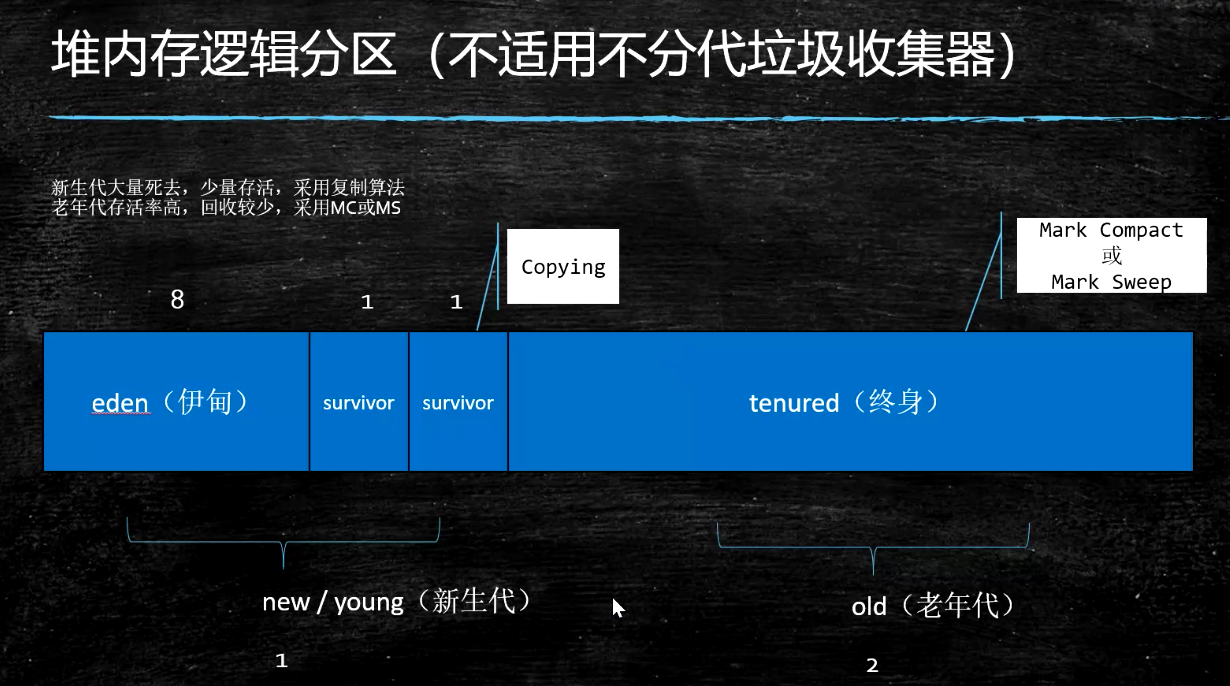 堆内存逻辑分区（不适用不分代垃圾收集器）
新生代大量死去，少量存活，采用复制算法
老年代存活率高，回收较少，采用MC或MS
Copying
Mark Compact
或
Mark Sweep
8
1
1
eden（伊甸）
survivor
survivor
tenured（终身）
new / young（新生代）
old（老年代）
1
2